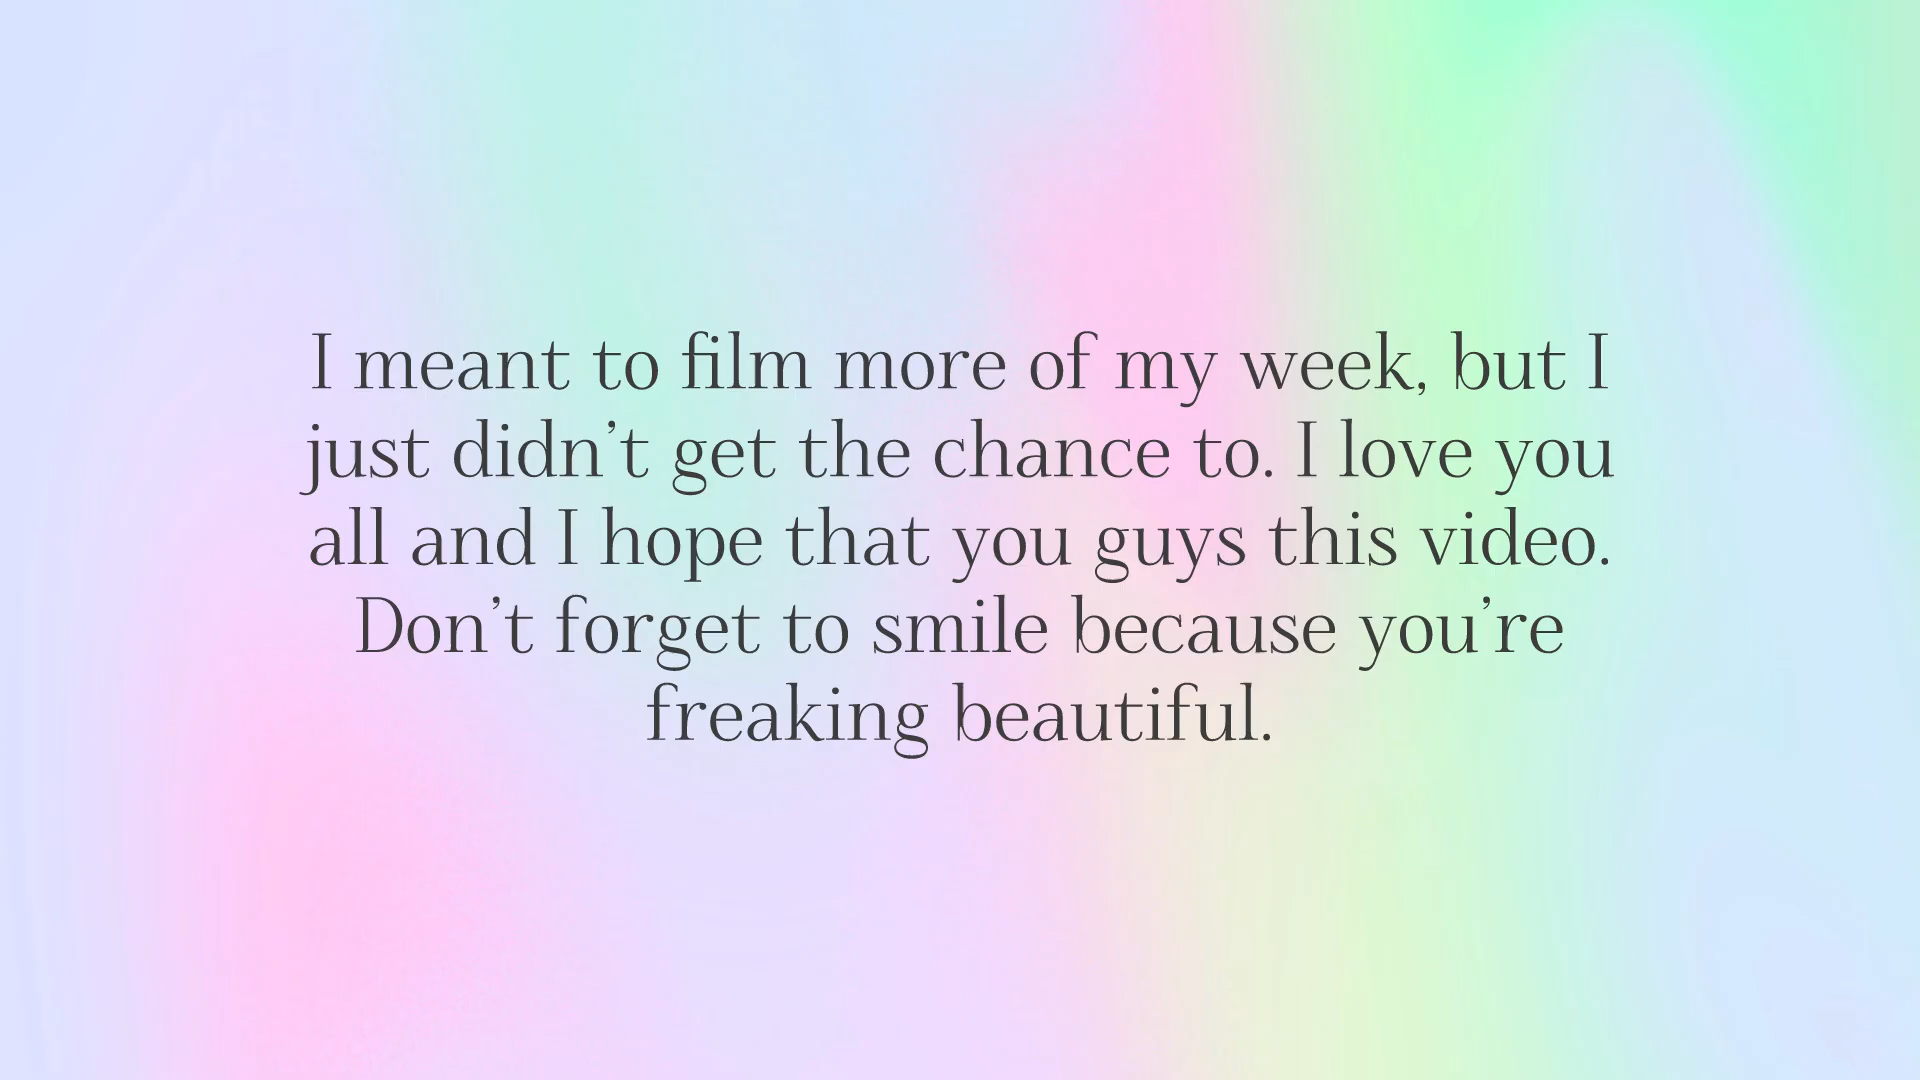 I meant to film more of my week, but I
just didn’t get the chance to. I love you
all and I hope that you guys this video.
Don’t forget to smile because you’re
freaking beautiful.